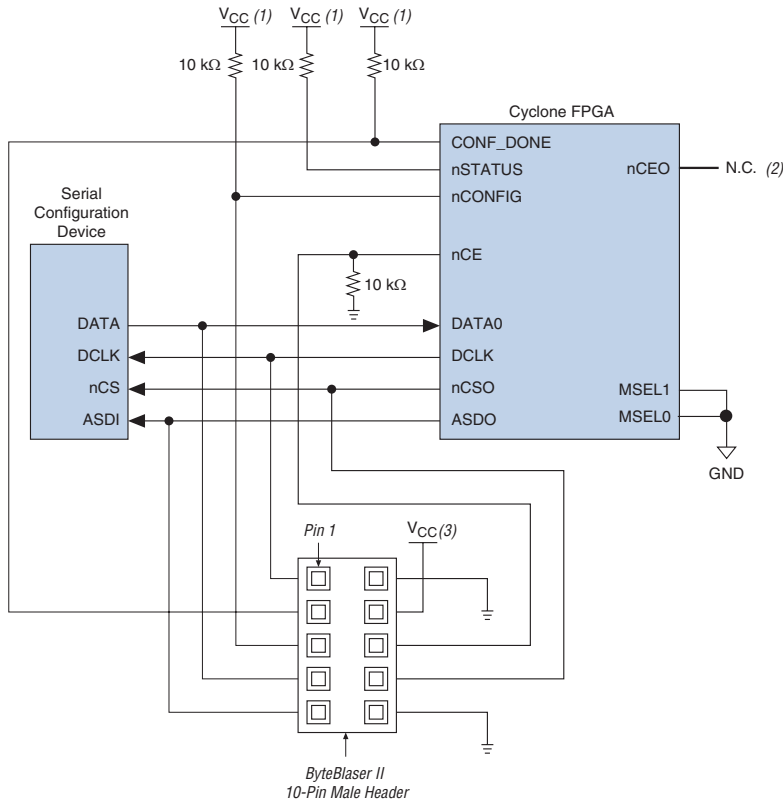 VCC (1) VCC (1) VCC (1)
10 kΩ 10 kΩ 10 kΩ
Cyclone FPGA
CONF_DONE
nSTATUS
nCEO
N.C. (2)
nCONFIG
Serial
Configuration
Device
nCE
10 kΩ
DATA
DATA0
DCLK
DCLK
nCS
nCSO
MSEL1
ASDI
ASDO
MSEL0
GND
Pin 1
VCC(3)
ByteBlaser II
10-Pin Male Header